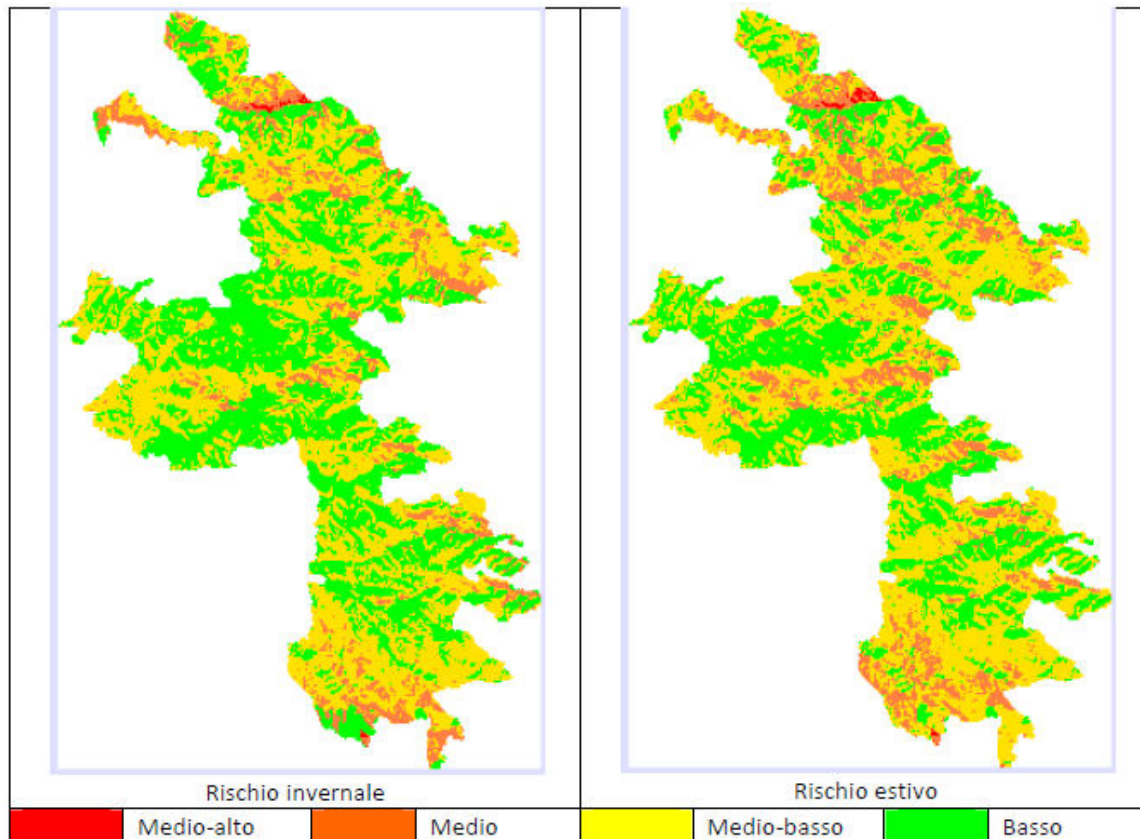 Rischio invernale
Rischio estivo
Medio-alto
Medio
Medio-basso
Basso